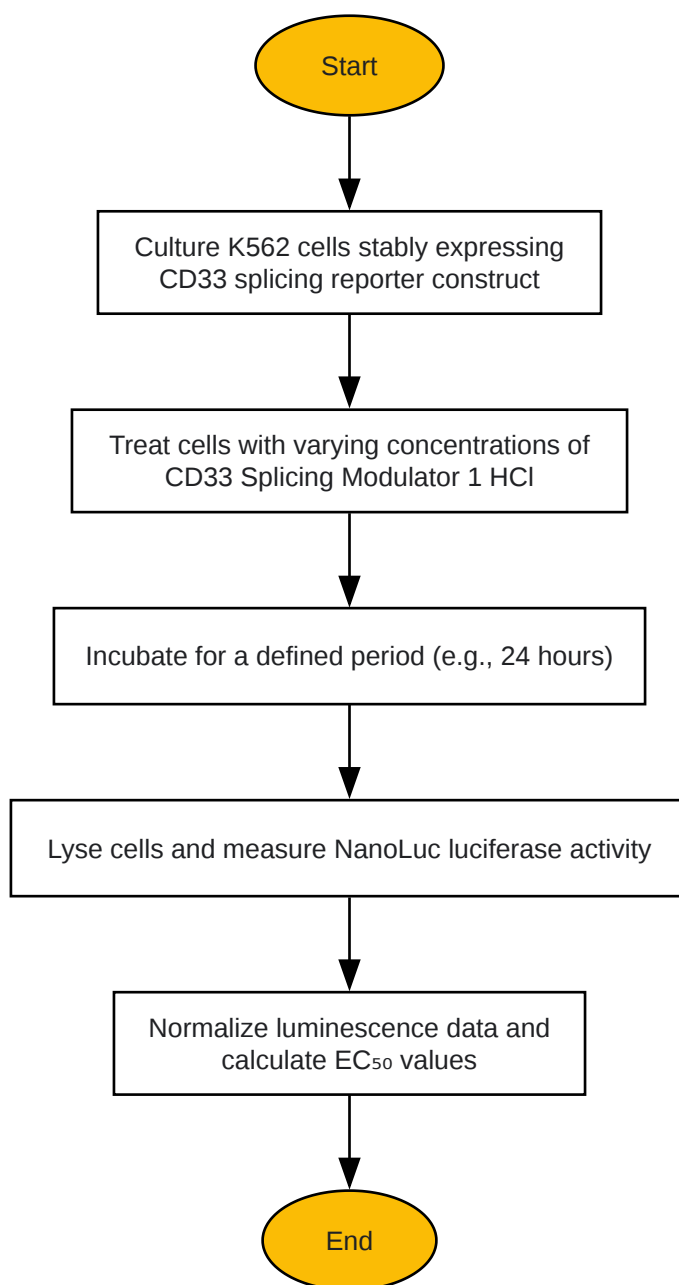 Start
Culture K562 cells stably expressing
CD33 splicing reporter construct
Treat cells with varying concentrations of
CD33 Splicing Modulator 1 HCl
Incubate for a defined period (e.g., 24 hours)
Lyse cells and measure NanoLuc luciferase activity
Normalize luminescence data and
calculate EC₅₀ values
End